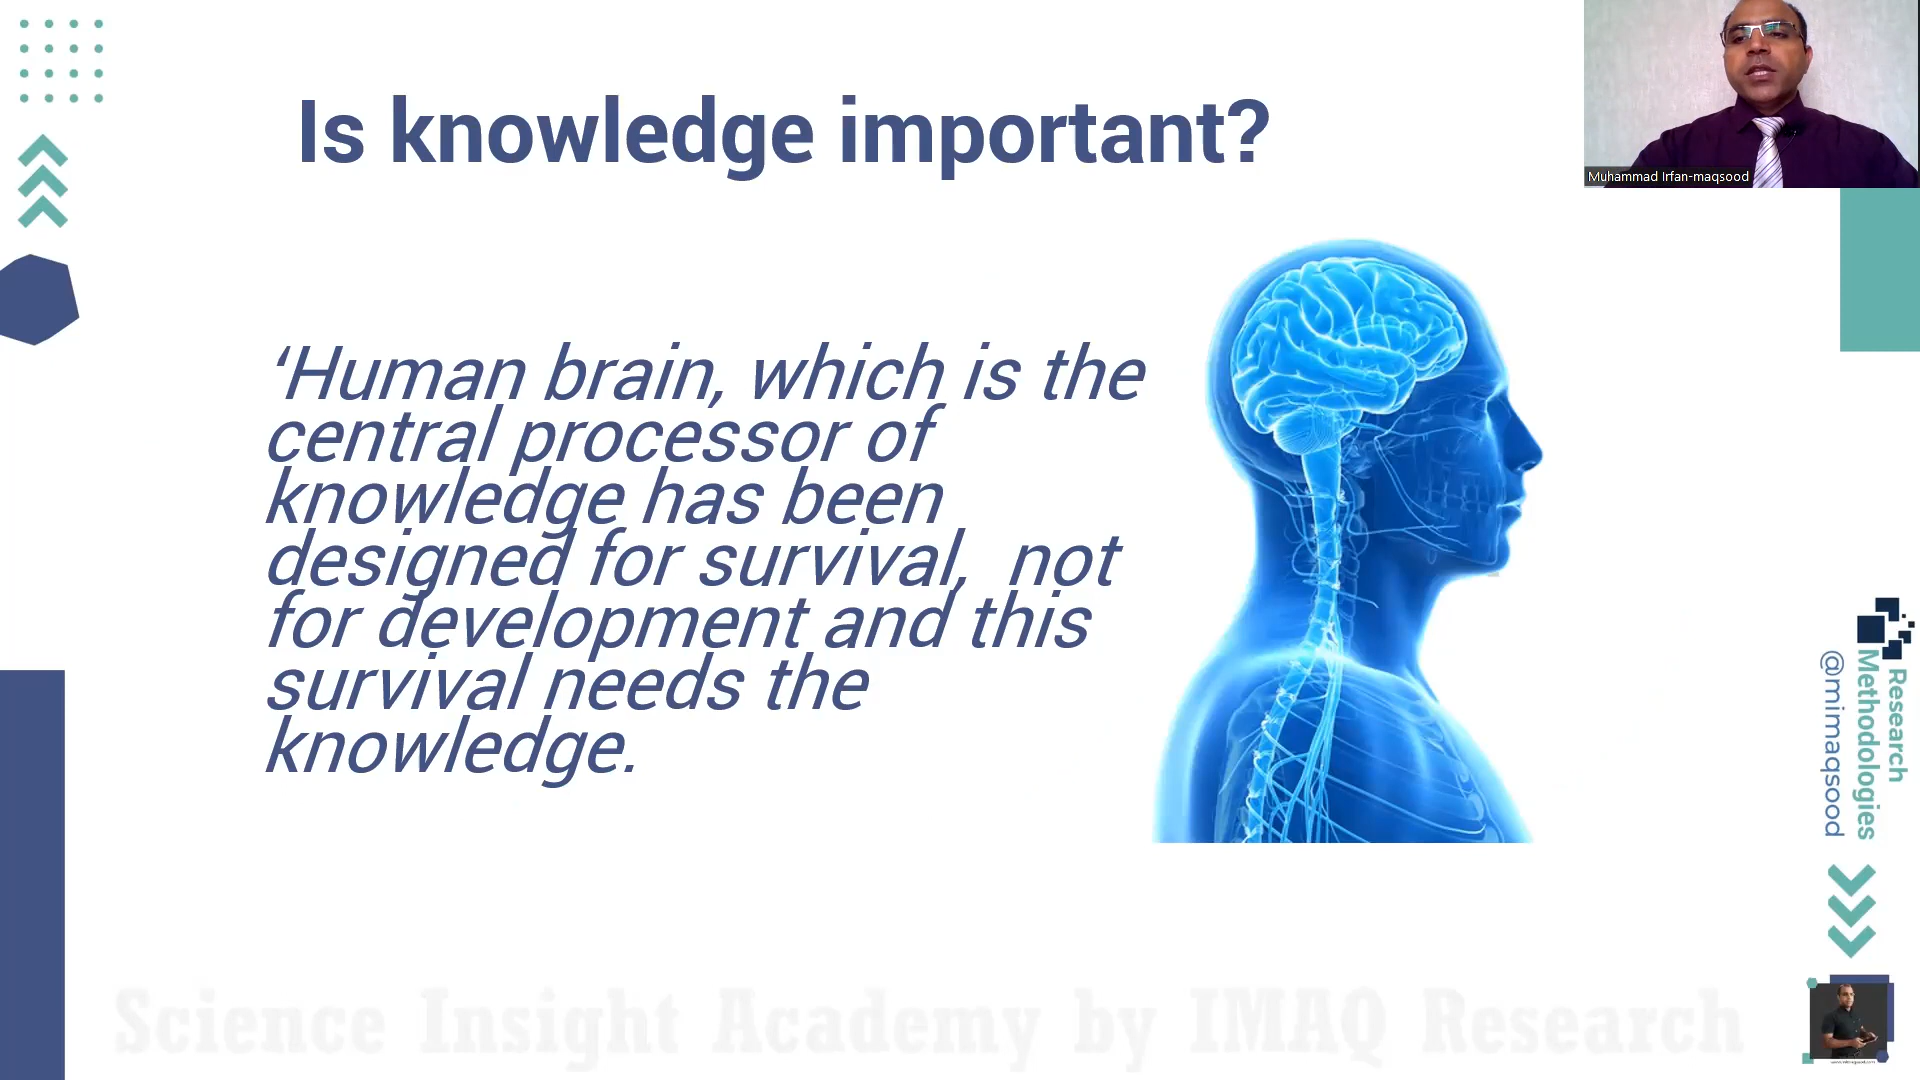 Is knowledge important?
Muhammad Irfan-maqsood
‘Human brain, which is the
central processor of
knowledge has been
designed for survival,  not
for development and this
survival needs the
knowledge.
Research
Methodologies
@mimaqsood
Science Insight Academy by IMAQ Research